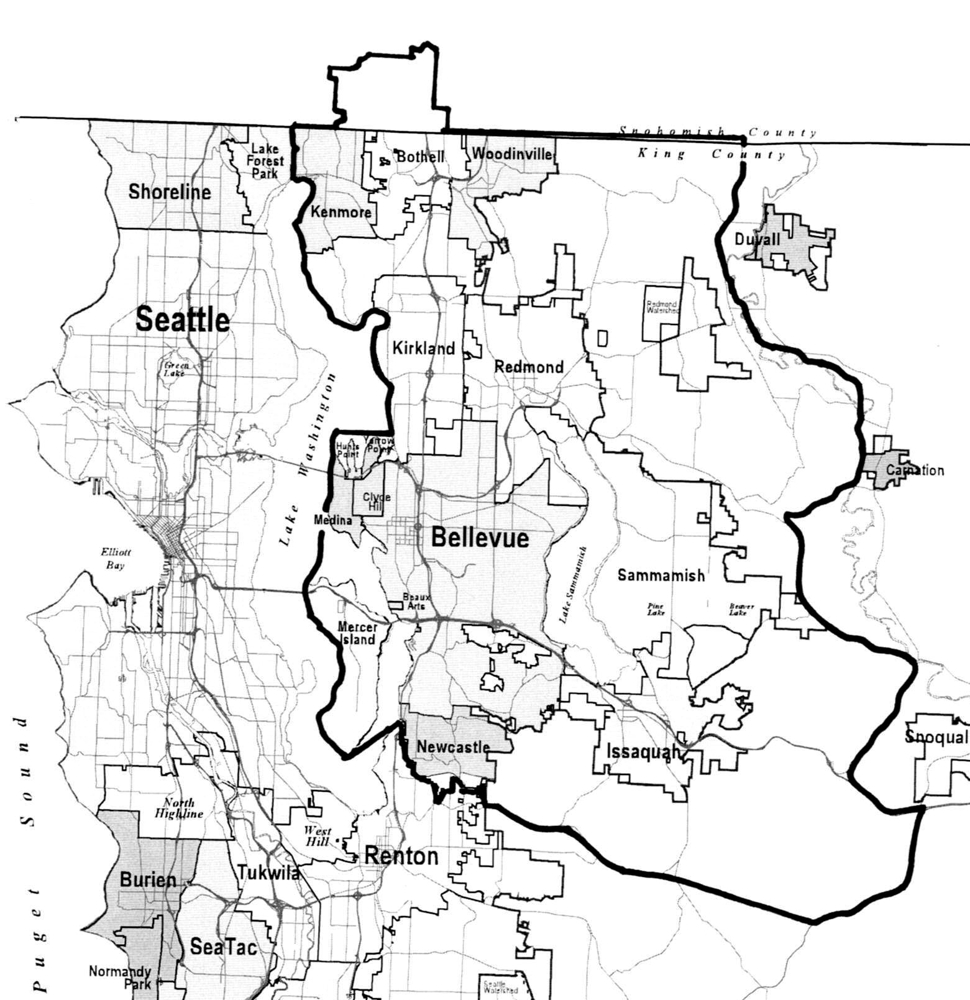 Snohomish County
King County
Lake
Forest
Park
Bothell
Woodinville
Shoreline
Kenmore
Duvall
Seattle
Redmond
Watershed
Kirkland
Redmond
Green
Lake
Lake Washington
Hunts
Point
Yarrow
Point
Carnation
Clyde
Hill
Medina
Bellevue
Elliott
Bay
Sammamish
Lake Sammamish
Beaux
Arts
Pine
Lake
Beaver
Lake
Mercer
Island
Puget Sound
Newcastle
Issaquah
Snoqual
North
Highline
West
Hill
Renton
Burien
Tukwila
SeaTac
Normandy
Park
Seattle
Watershed